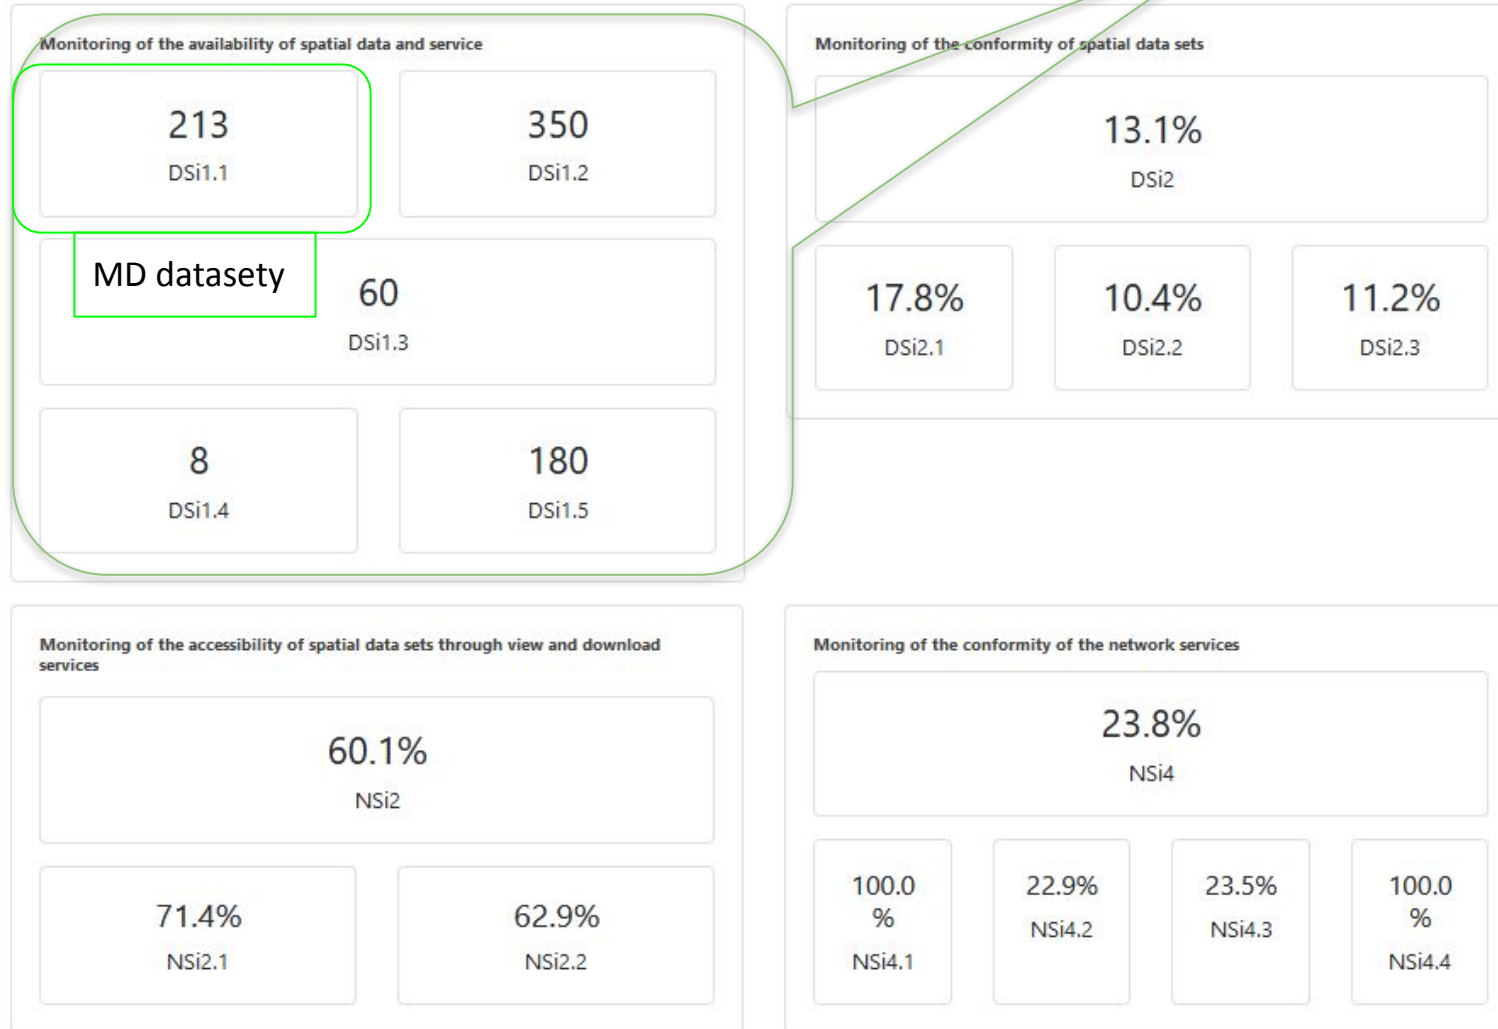 Monitoring of the availability of spatial data and service
213
DSi1.1
350
DSi1.2
MD datasety
60
DSi1.3
8
DSi1.4
180
DSi1.5
Monitoring of the conformity of spatial data sets
13.1%
DSi2
17.8%
DSi2.1
10.4%
DSi2.2
11.2%
DSi2.3
Monitoring of the accessibility of spatial data sets through view and download
services
60.1%
NSi2
71.4%
NSi2.1
62.9%
NSi2.2
Monitoring of the conformity of the network services
23.8%
NSi4
100.0
%
NSi4.1
22.9%
NSi4.2
23.5%
NSi4.3
100.0
%
NSi4.4